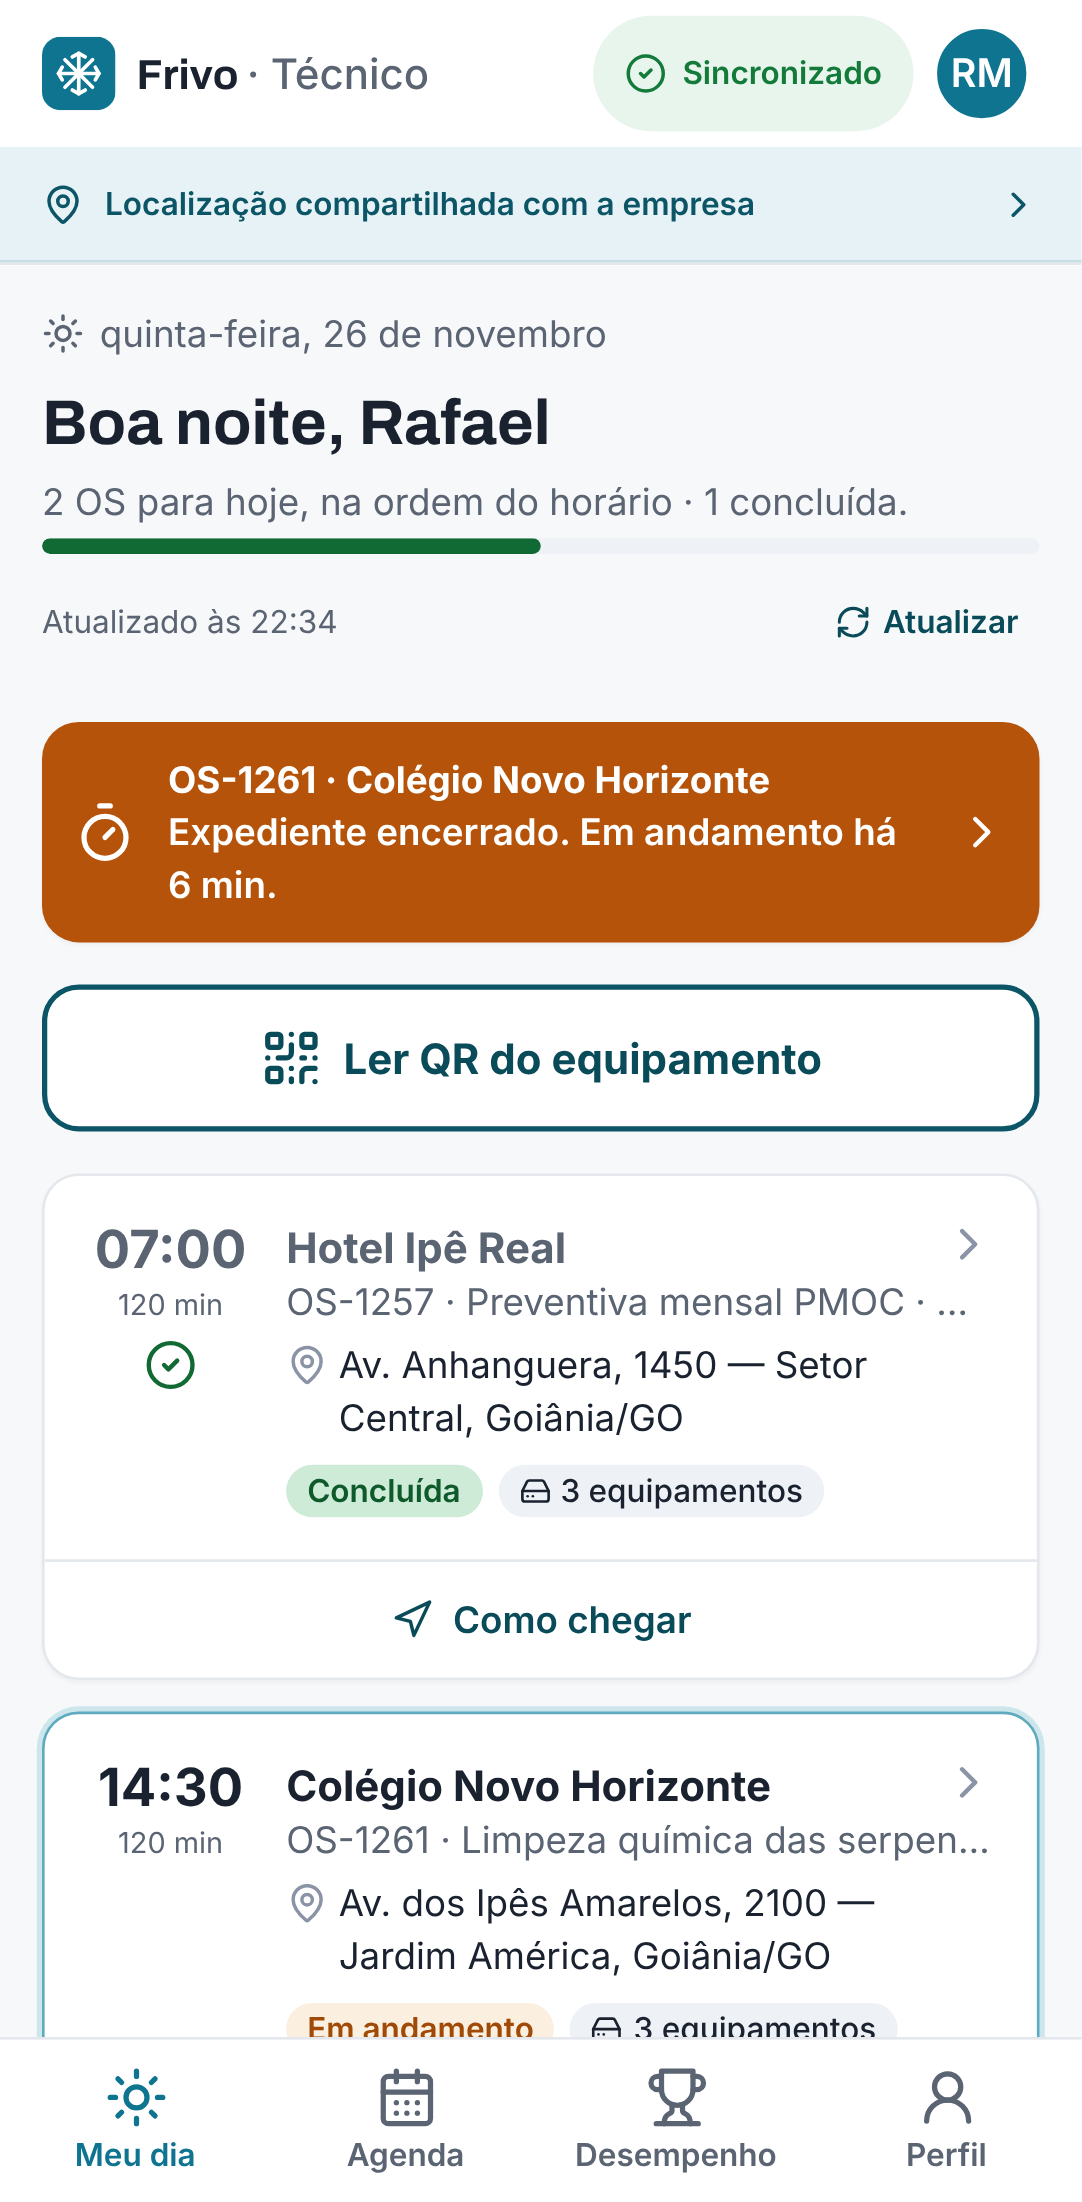 Frivo · Técnico
Sincronizado
RM
Localização compartilhada com a empresa
quinta-feira, 26 de novembro
Boa noite, Rafael
2 OS para hoje, na ordem do horário · 1 concluída.
Atualizado às 22:34
Atualizar
OS-1261 · Colégio Novo Horizonte
Expediente encerrado. Em andamento há
6 min.
Ler QR do equipamento
07:00
120 min
Hotel Ipê Real
OS-1257 · Preventiva mensal PMOC · ...
Av. Anhanguera, 1450 — Setor
Central, Goiânia/GO
Concluída
3 equipamentos
Como chegar
14:30
120 min
Colégio Novo Horizonte
OS-1261 · Limpeza química das serpen...
Av. dos Ipês Amarelos, 2100 —
Jardim América, Goiânia/GO
Em andamento
3 equipamentos
Meu dia
Agenda
Desempenho
Perfil